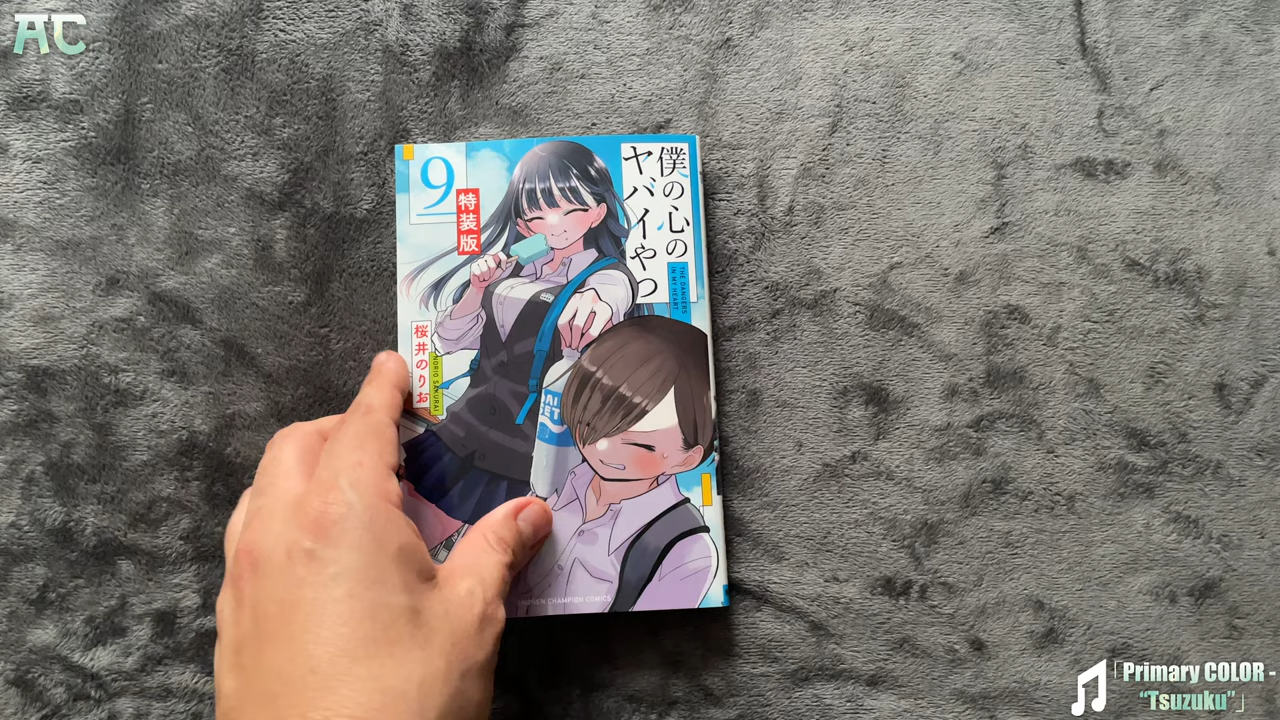 AC
9
特装版
僕の心の
ヤバイやつ
THE DANGERS
IN MY HEART
桜井のりお
NORIO SAKURAI
CHAMPION COMICS
「Primary COLOR -
“Tsuzuku”」